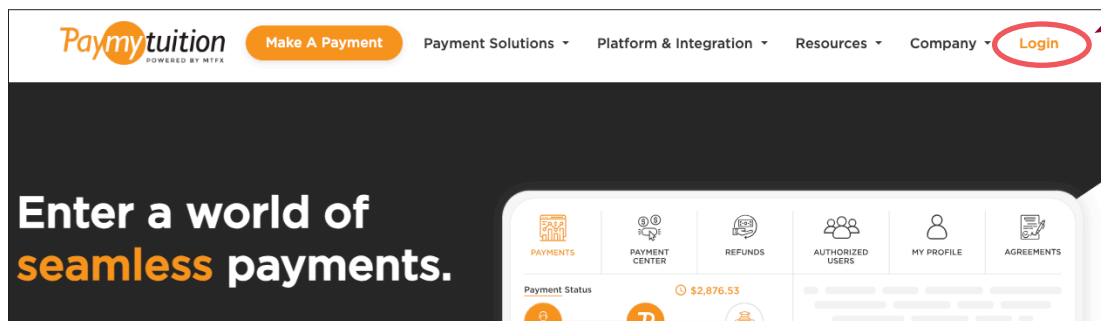 Paymytuition
POWERED BY MTFX
Make A Payment
Payment Solutions
Platform & Integration
Resources
Company
Login
Enter a world of
seamless payments.
PAYMENTS
PAYMENT
CENTER
REFUNDS
AUTHORIZED
USERS
MY PROFILE
AGREEMENTS
Payment Status
$2,876.53